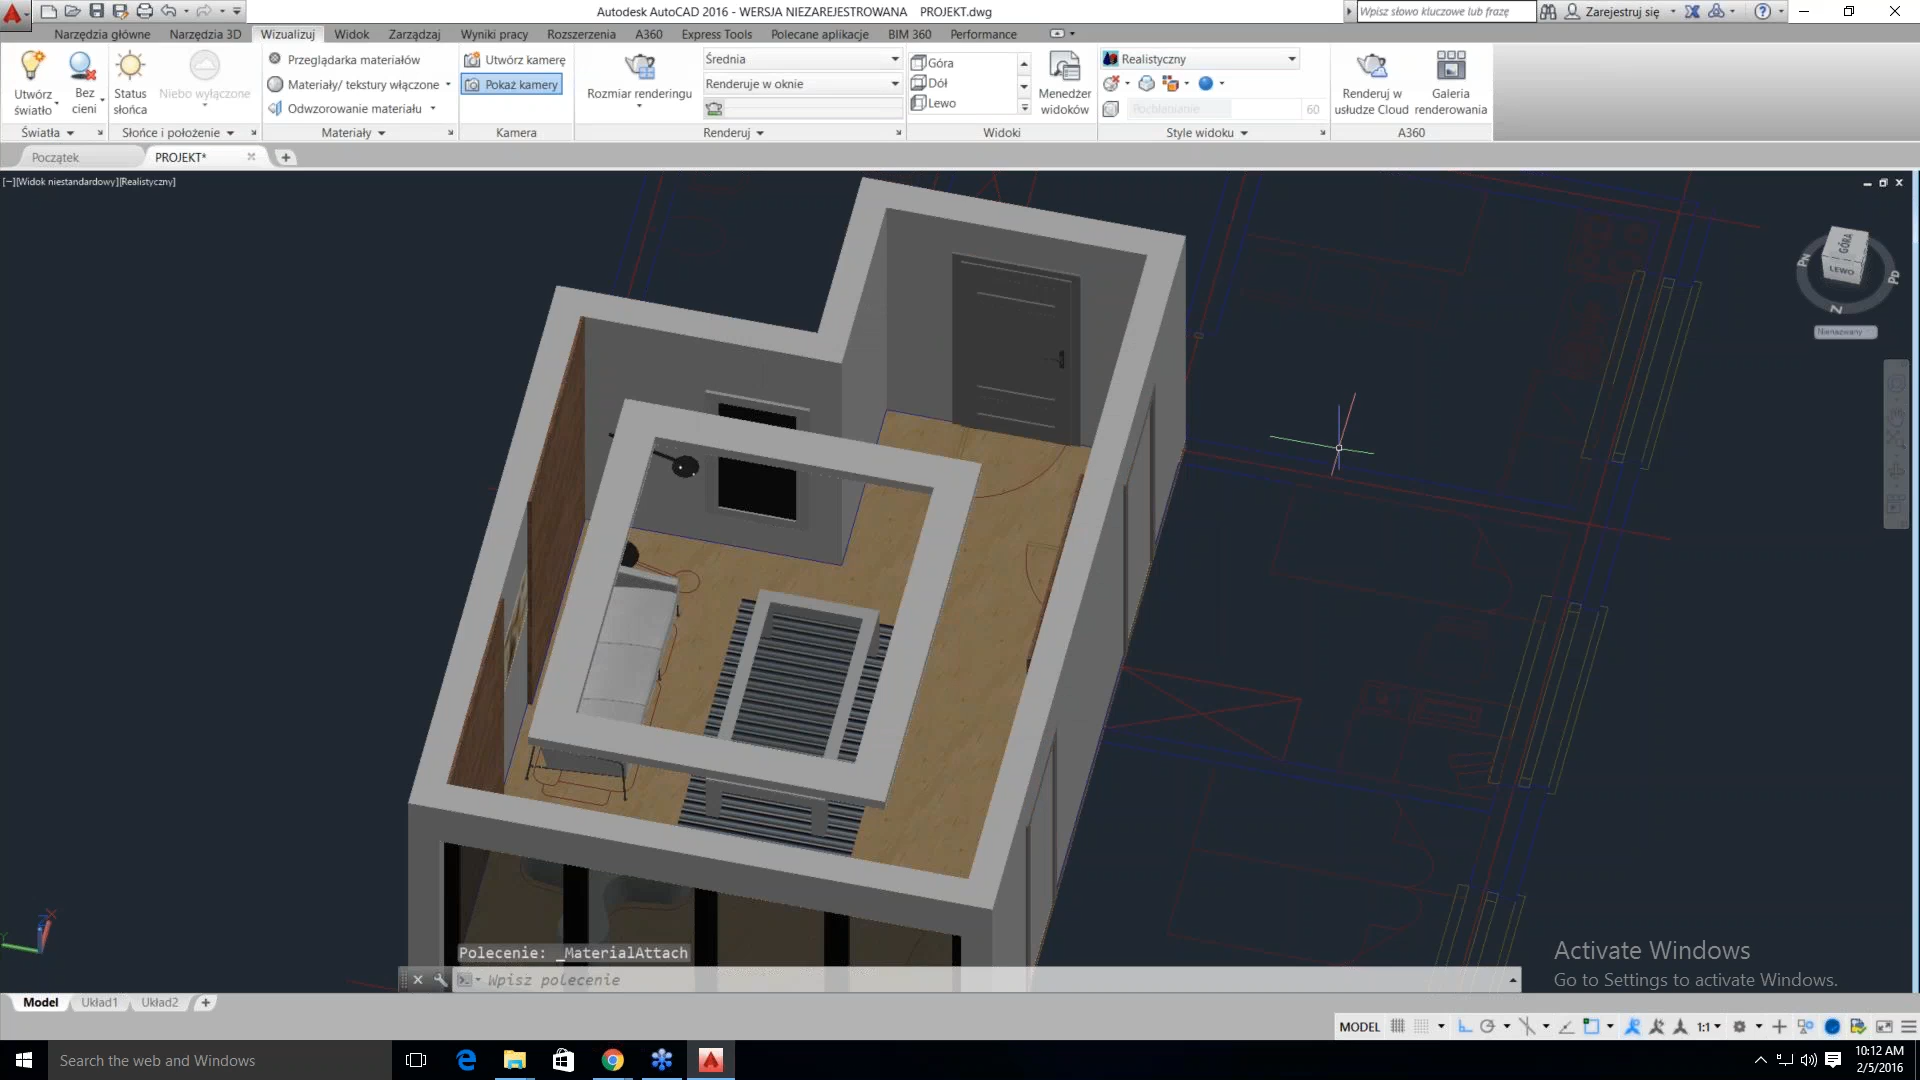 Autodesk AutoCAD 2016 - WERSJA NIEZAREJESTROWANA PROJEKT.dwg
Wpisz słowo kluczowe lub frazę
Zarejestruj się
Narzędzia główne Narzędzia 3D Wizualizuj Widok Zarządzaj Wyniki pracy Rozszerzenia A360 Express Tools Polecane aplikacje BIM 360 Performance
Utwórz światło
Bez cieni
Status słońca
Niebo wyłączone
Przeglądarka materiałów
Materiały/ tekstury włączone
Odwzorowanie materiału
Utwórz kamerę
Pokaż kamery
Rozmiar renderingu
Średnia
Renderuje w oknie
Góra
Dół
Lewo
Menedżer widoków
Realistyczny
Pochłanianie 60
Renderuj w usłudze Cloud
Galeria renderowania
Światła Słońce i położenie Materiały Kamera Renderuj Widoki Style widoku A360
Początek PROJEKT*
[−][Widok niestandardowy][Realistyczny]
GÓRA
LEWO
PN
PD
Z
Nienazwany
Polecenie: _MaterialAttach
Wpisz polecenie
Activate Windows
Go to Settings to activate Windows.
Model Układ1 Układ2
MODEL 1:1
Search the web and Windows
10:12 AM
2/5/2016